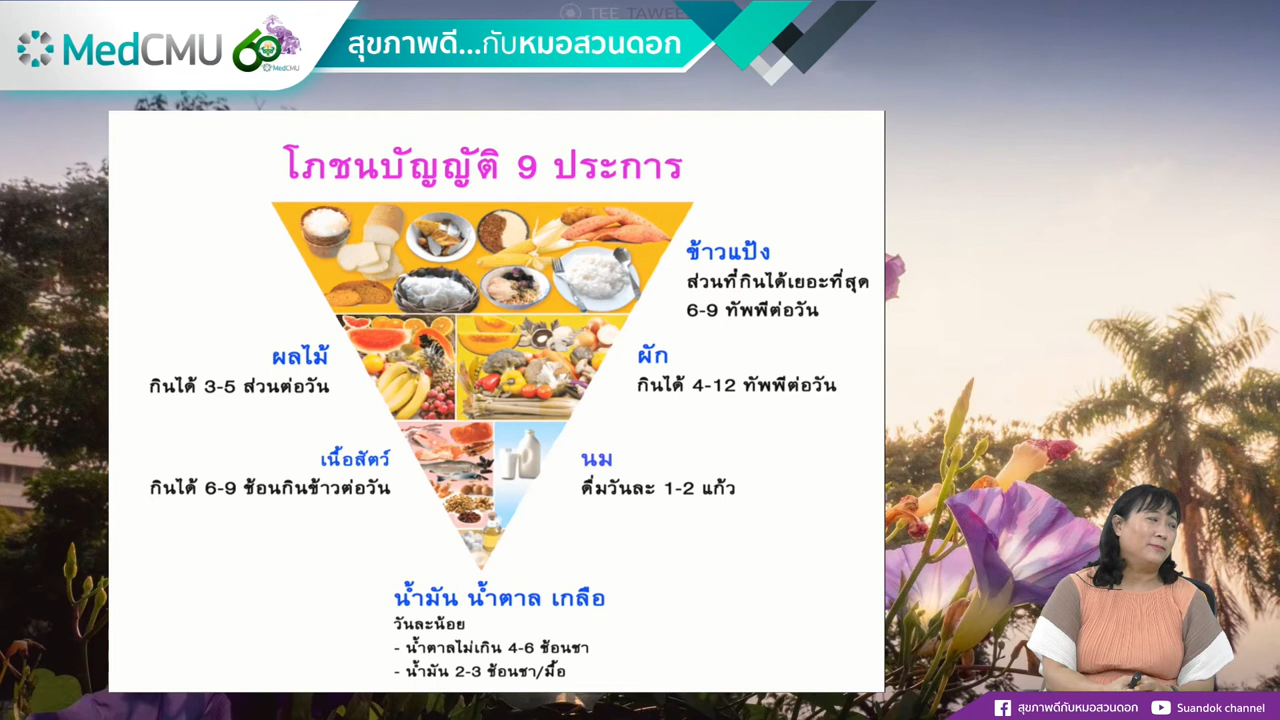 TEE TAWEE
MedCMU
60
MedCMU
สุขภาพดี...กับหมอสวนดอก
โภชนบัญญัติ 9 ประการ
ข้าวแป้ง
ส่วนที่กินได้เยอะที่สุด
6-9 ทัพพีต่อวัน
ผลไม้
กินได้ 3-5 ส่วนต่อวัน
ผัก
กินได้ 4-12 ทัพพีต่อวัน
เนื้อสัตว์
กินได้ 6-9 ช้อนกินข้าวต่อวัน
นม
ดื่มวันละ 1-2 แก้ว
น้ำมัน น้ำตาล เกลือ
วันละน้อย
- น้ำตาลไม่เกิน 4-6 ช้อนชา
- น้ำมัน 2-3 ช้อนชา/มื้อ
สุขภาพดีกับหมอสวนดอก
Suandok channel